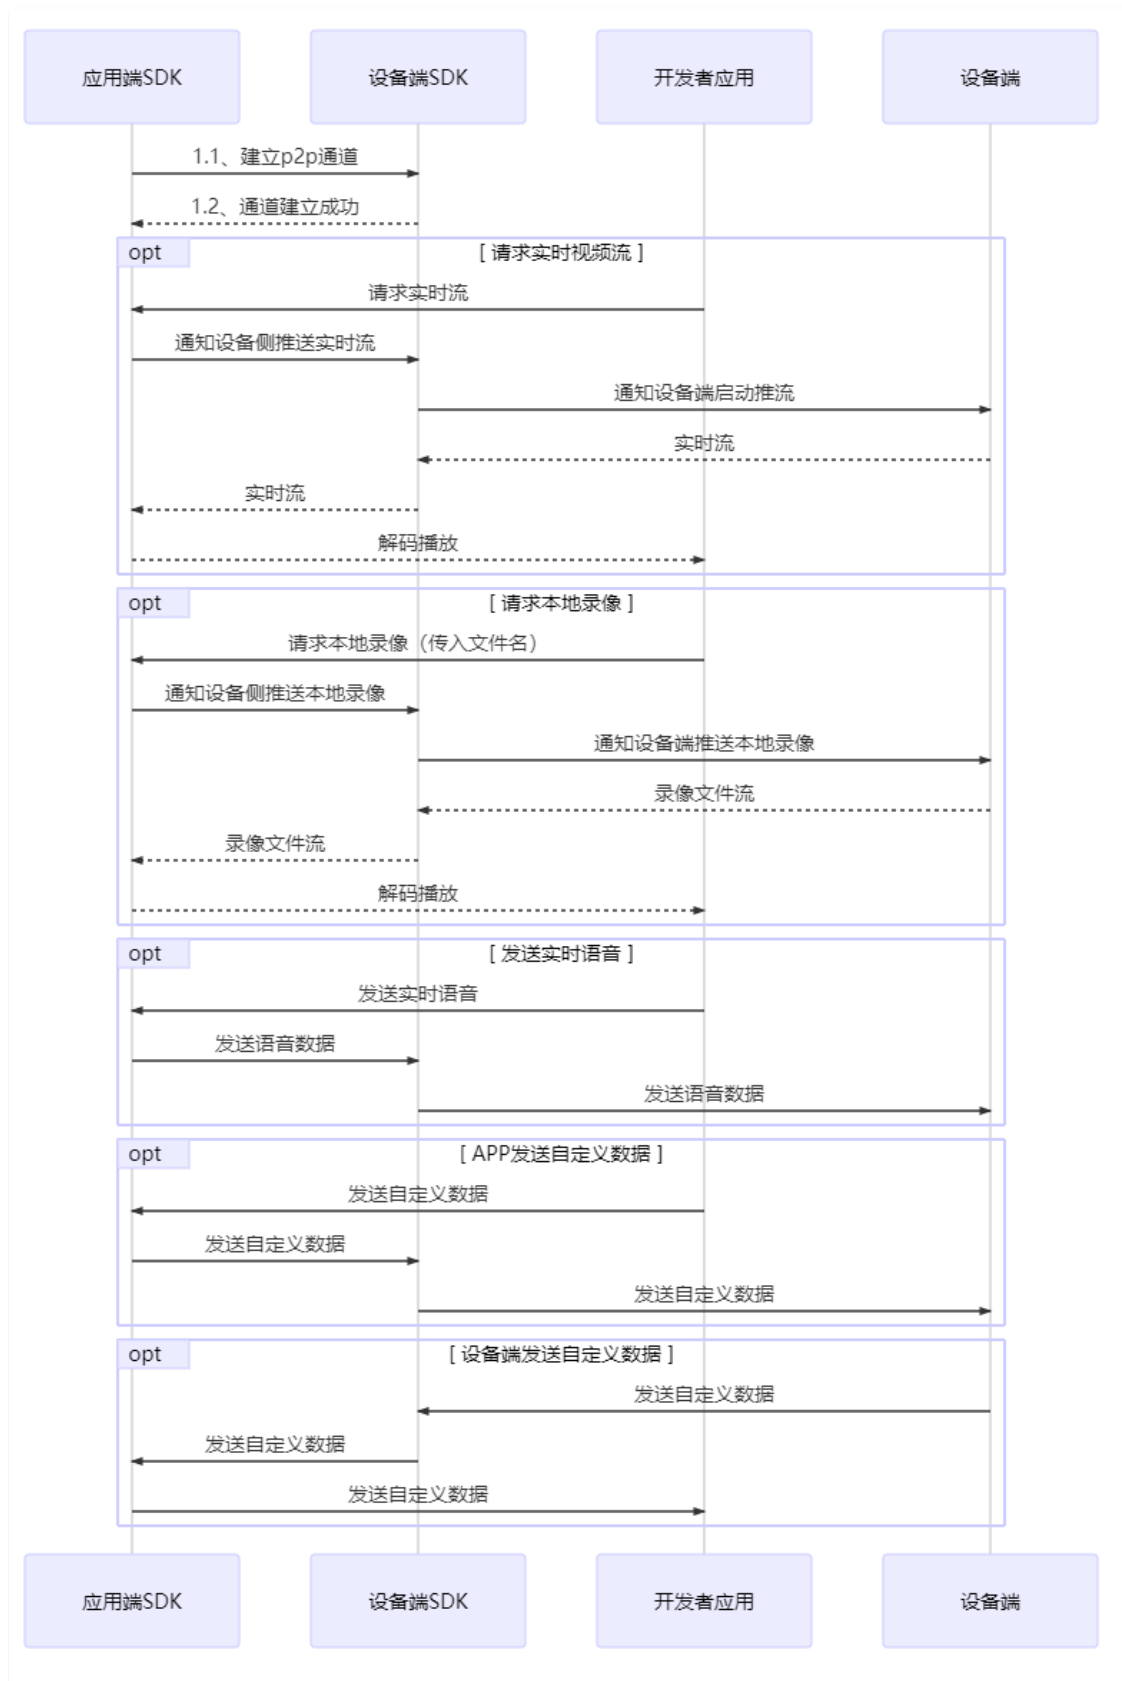 应用端SDK
设备端SDK
开发者应用
设备端
1.1、建立p2p通道
1.2、通道建立成功
opt
[ 请求实时视频流 ]
请求实时流
通知设备侧推送实时流
通知设备端启动推流
实时流
实时流
解码播放
opt
[ 请求本地录像 ]
请求本地录像（传入文件名）
通知设备侧推送本地录像
通知设备端推送本地录像
录像文件流
录像文件流
解码播放
opt
[ 发送实时语音 ]
发送实时语音
发送语音数据
发送语音数据
opt
[ APP发送自定义数据 ]
发送自定义数据
发送自定义数据
发送自定义数据
opt
[ 设备端发送自定义数据 ]
发送自定义数据
发送自定义数据
发送自定义数据
应用端SDK
设备端SDK
开发者应用
设备端